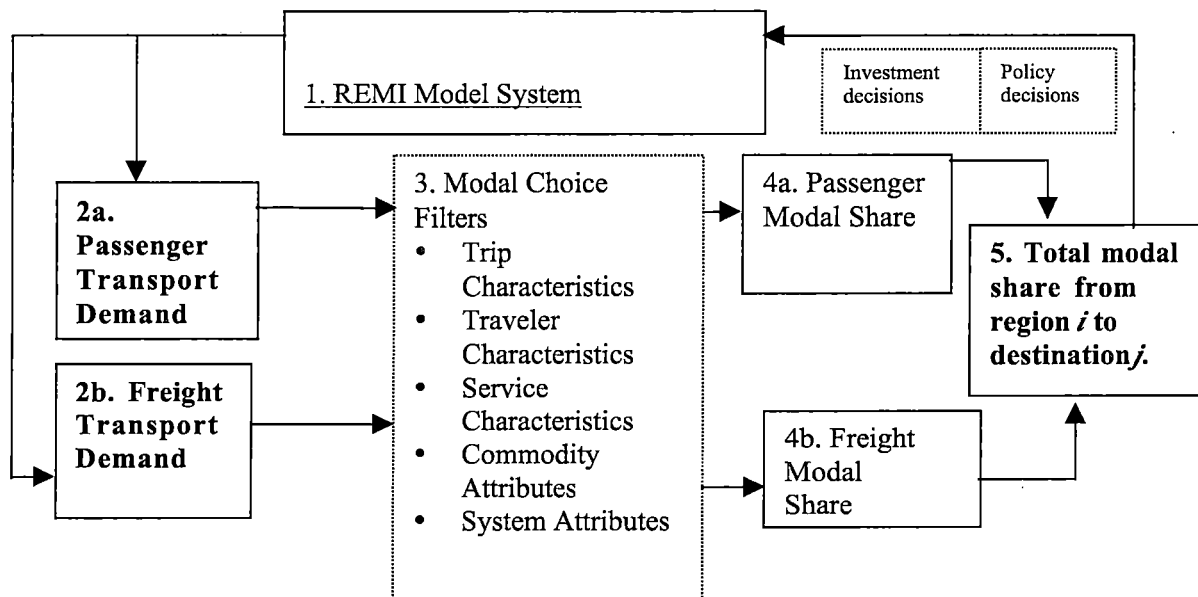 1. REMI Model System
Investment
decisions
Policy
decisions
2a.
Passenger
Transport
Demand
2b. Freight
Transport
Demand
3. Modal Choice
Filters
• Trip
Characteristics
• Traveler
Characteristics
• Service
Characteristics
• Commodity
Attributes
• System Attributes
4a. Passenger
Modal Share
4b. Freight
Modal
Share
5. Total modal
share from
region i to
destination j.